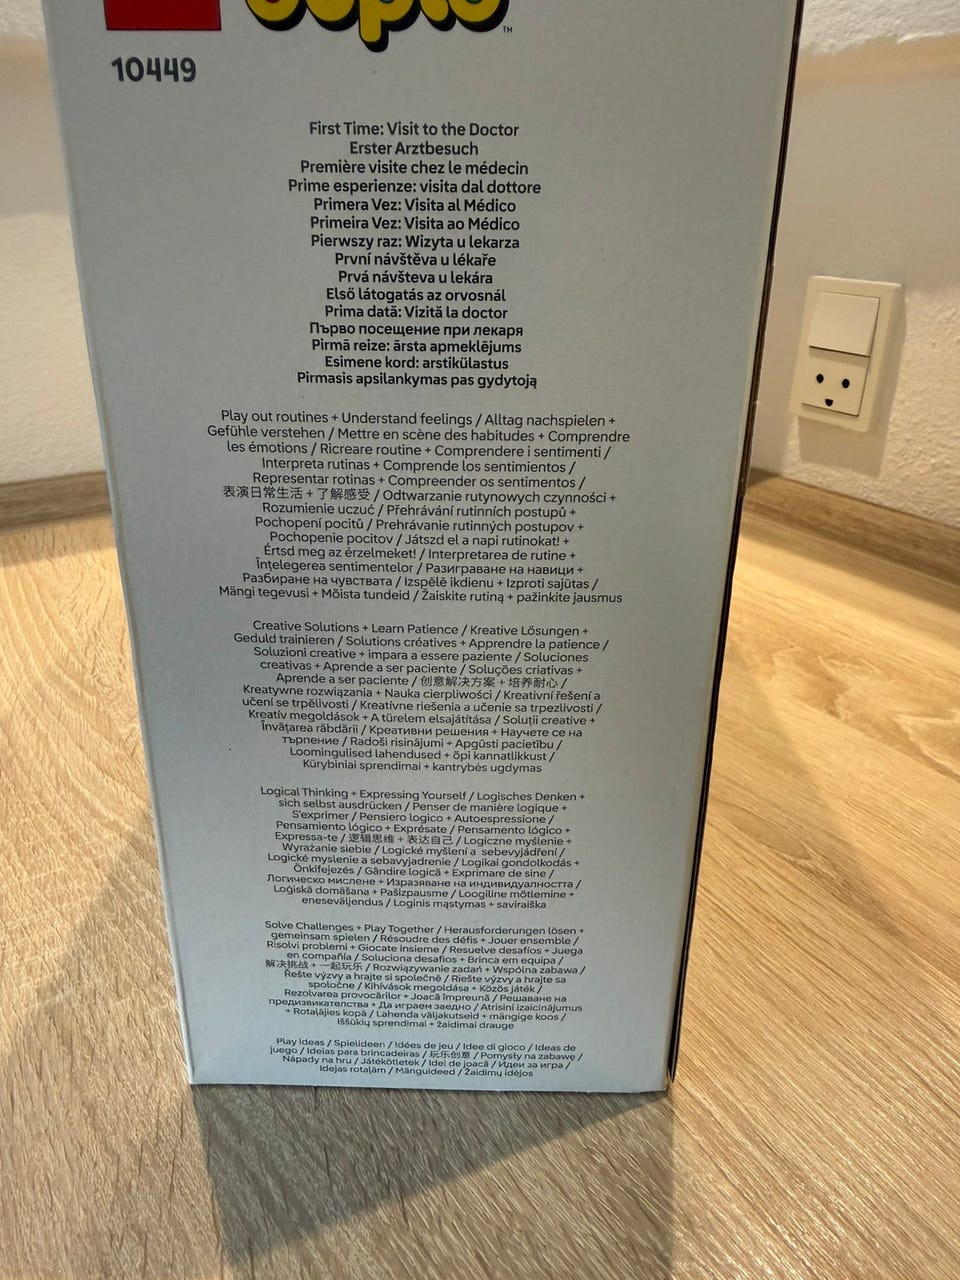 duplo
TM
10449
First Time: Visit to the Doctor
Erster Arztbesuch
Première visite chez le médecin
Prime esperienze: visita dal dottore
Primera Vez: Visita al Médico
Primeira Vez: Visita ao Médico
Pierwszy raz: Wizyta u lekarza
První návštěva u lékaře
Prvá návšteva u lekára
Első látogatás az orvosnál
Prima dată: Vizită la doctor
Първо посещение при лекаря
Pirmā reize: ārsta apmeklējums
Esimene kord: arstikülastus
Pirmasis apsilankymas pas gydytoją
Play out routines + Understand feelings / Alltag nachspielen +
Gefühle verstehen / Mettre en scène des habitudes + Comprendre
les émotions / Ricreare routine + Comprendere i sentimenti /
Interpreta rutinas + Comprende los sentimientos /
Representar rotinas + Compreender os sentimentos /
表演日常生活 + 了解感受 / Odtwarzanie rutynowych czynności +
Rozumienie uczuć / Přehrávání rutinních postupů +
Pochopení pocitů / Prehrávanie rutinných postupov +
Pochopenie pocitov / Játszd el a napi rutinokat! +
Értsd meg az érzelmeket! / Interpretarea de rutine +
Înțelegerea sentimentelor / Разиграване на навици +
Разбиране на чувствата / Izspēlē ikdienu + Izproti sajūtas /
Mängi tegevusi + Mõista tundeid / Žaiskite rutiną + pažinkite jausmus
Creative Solutions + Learn Patience / Kreative Lösungen +
Geduld trainieren / Solutions créatives + Apprendre la patience /
Soluzioni creative + impara a essere paziente / Soluciones
creativas + Aprende a ser paciente / Soluções criativas +
Aprende a ser paciente / 创意解决方案 + 培养耐心 /
Kreatywne rozwiązania + Nauka cierpliwości / Kreativní řešení a
učení se trpělivosti / Kreatívne riešenia a učenie sa trpezlivosti /
Kreatív megoldások + A türelem elsajátítása / Soluții creative +
Învățarea răbdării / Креативни решения + Научете се на
търпение / Radoši risinājumi + Apgūsti pacietību /
Loomingulised lahendused + õpi kannatlikkust /
Kūrybiniai sprendimai + kantrybės ugdymas
Logical Thinking + Expressing Yourself / Logisches Denken +
sich selbst ausdrücken / Penser de manière logique +
S'exprimer / Pensiero logico + Autoespressione /
Pensamiento lógico + Exprésate / Pensamento lógico +
Expressa-te / 逻辑思维 + 表达自己 / Logiczne myślenie +
Wyrażanie siebie / Logické myšlení a sebevyjádření /
Logické myslenie a sebavyjadrenie / Logikai gondolkodás +
Önkifejezés / Gândire logică + Exprimare de sine /
Логическо мислене + Изразяване на индивидуалността /
Loģiskā domāšana + Pašizpausme / Loogiline mõtlemine +
eneseväljendus / Loginis mąstymas + saviraiška
Solve Challenges + Play Together / Herausforderungen lösen +
gemeinsam spielen / Résoudre des défis + Jouer ensemble /
Risolvi problemi + Giocate insieme / Resuelve desafíos + Juega
en compañía / Soluciona desafios + Brinca em equipa /
解决挑战 + 一起玩乐 / Rozwiązywanie zadań + Wspólna zabawa /
Řešte výzvy a hrajte si společně / Riešte výzvy a hrajte sa
spoločne / Kihívások megoldása + Közös játék /
Rezolvarea provocărilor + Joacă împreună / Решаване на
предизвикателства + Да играем заедно / Atrisini izaicinājumus
+ Rotaļājies kopā / Lahenda väljakutseid + mängige koos /
Iššūkių sprendimai + žaidimai drauge
Play Ideas / Spielideen / Idées de jeu / Idee di gioco / Ideas de
juego / Ideias para brincadeiras / 玩乐创意 / Pomysły na zabawę /
Nápady na hru / Játékötletek / Idei de joacă / Идеи за игра /
Idejas rotaļām / Mänguideed / Žaidimų idėjos